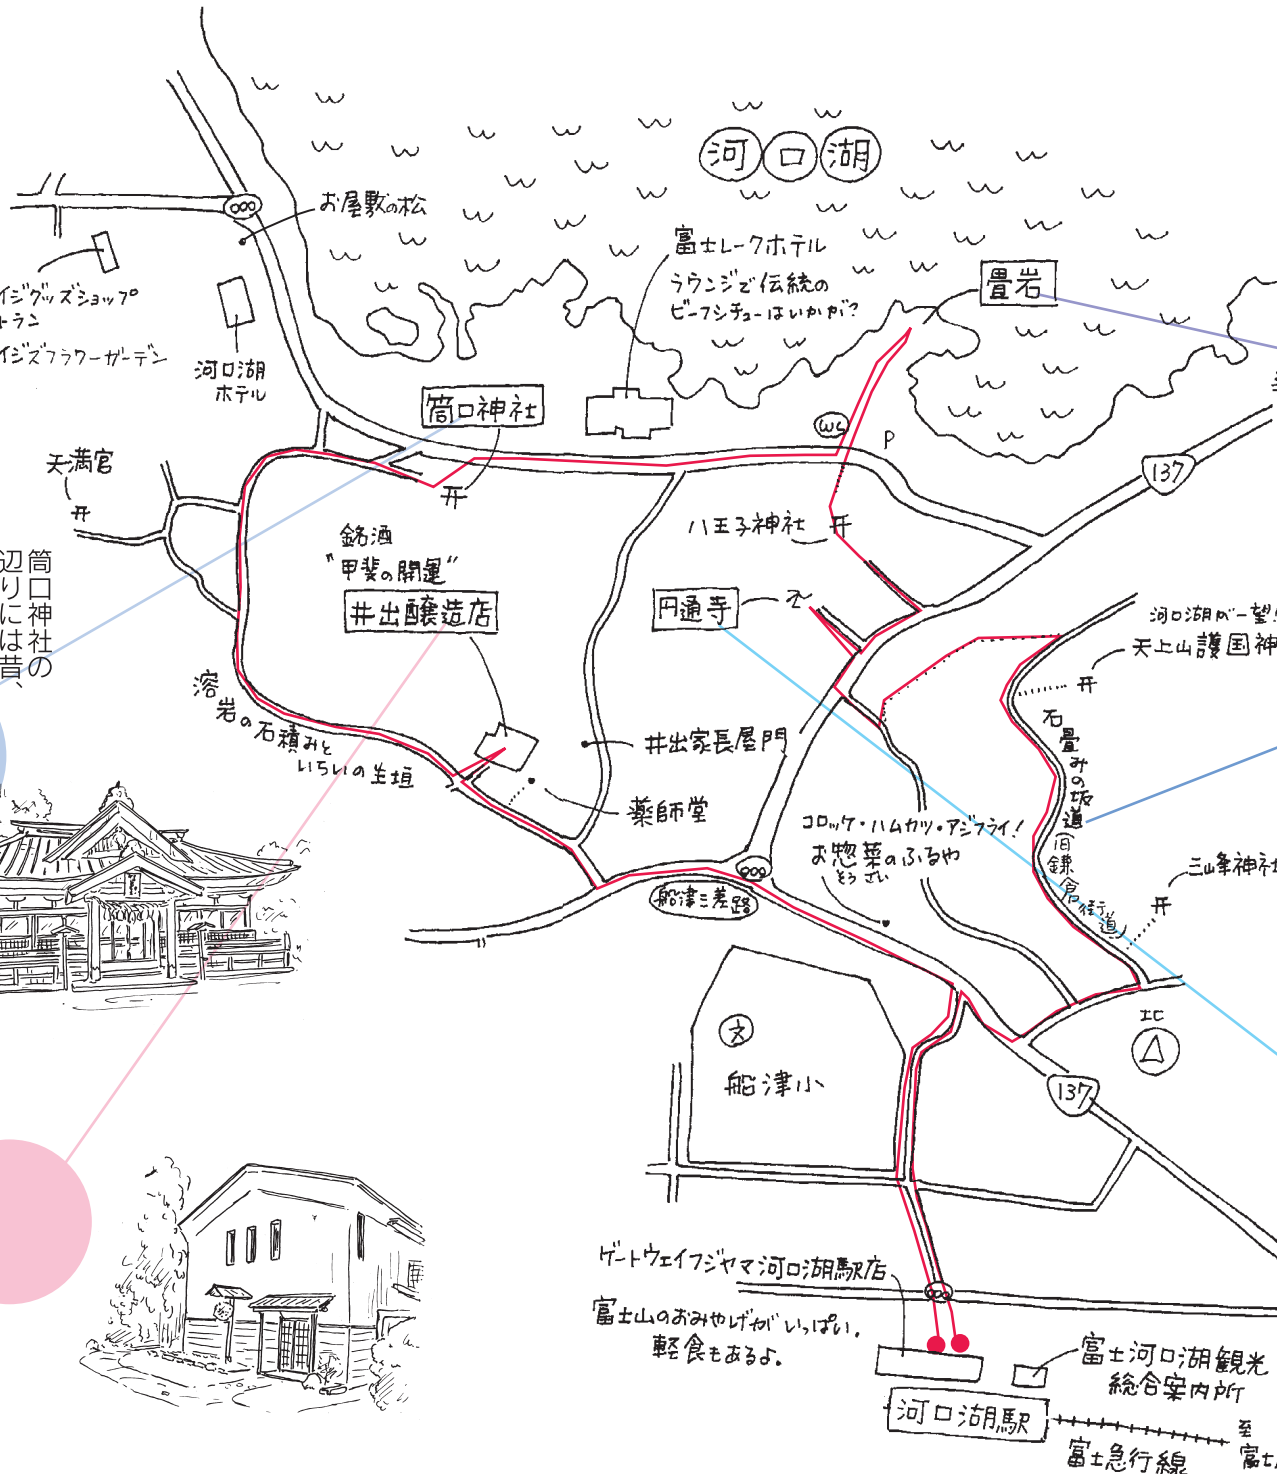 河口湖
お屋敷の松
富士レークホテル
ラウンジで伝統の
ビーフシチューはいかが?
畳岩
イジグッズショップ
トラン
イジズフラワーガーデン
河口湖
ホテル
筒口神社
WC
P
137
天満宮
銘酒
"甲斐の開運"
井出醸造店
八王子神社
円通寺
河口湖が一望!
天上山護国神
筒口神社の
辺りには昔、
溶岩の石積みと
いちいの生垣
井出家長屋門
薬師堂
石畳みの坂道
(旧鎌倉街道)
コロッケ・ハムカツ・アジフライ!
お惣菜のふるや
そうざい
三峰神社
船津三差路
文
船津小
北
137
ゲートウェイフジヤマ河口湖駅店
富士山のおみやげがいっぱい。
軽食もあるよ。
富士河口湖観光
総合案内所
河口湖駅
富士急行線
至
富士